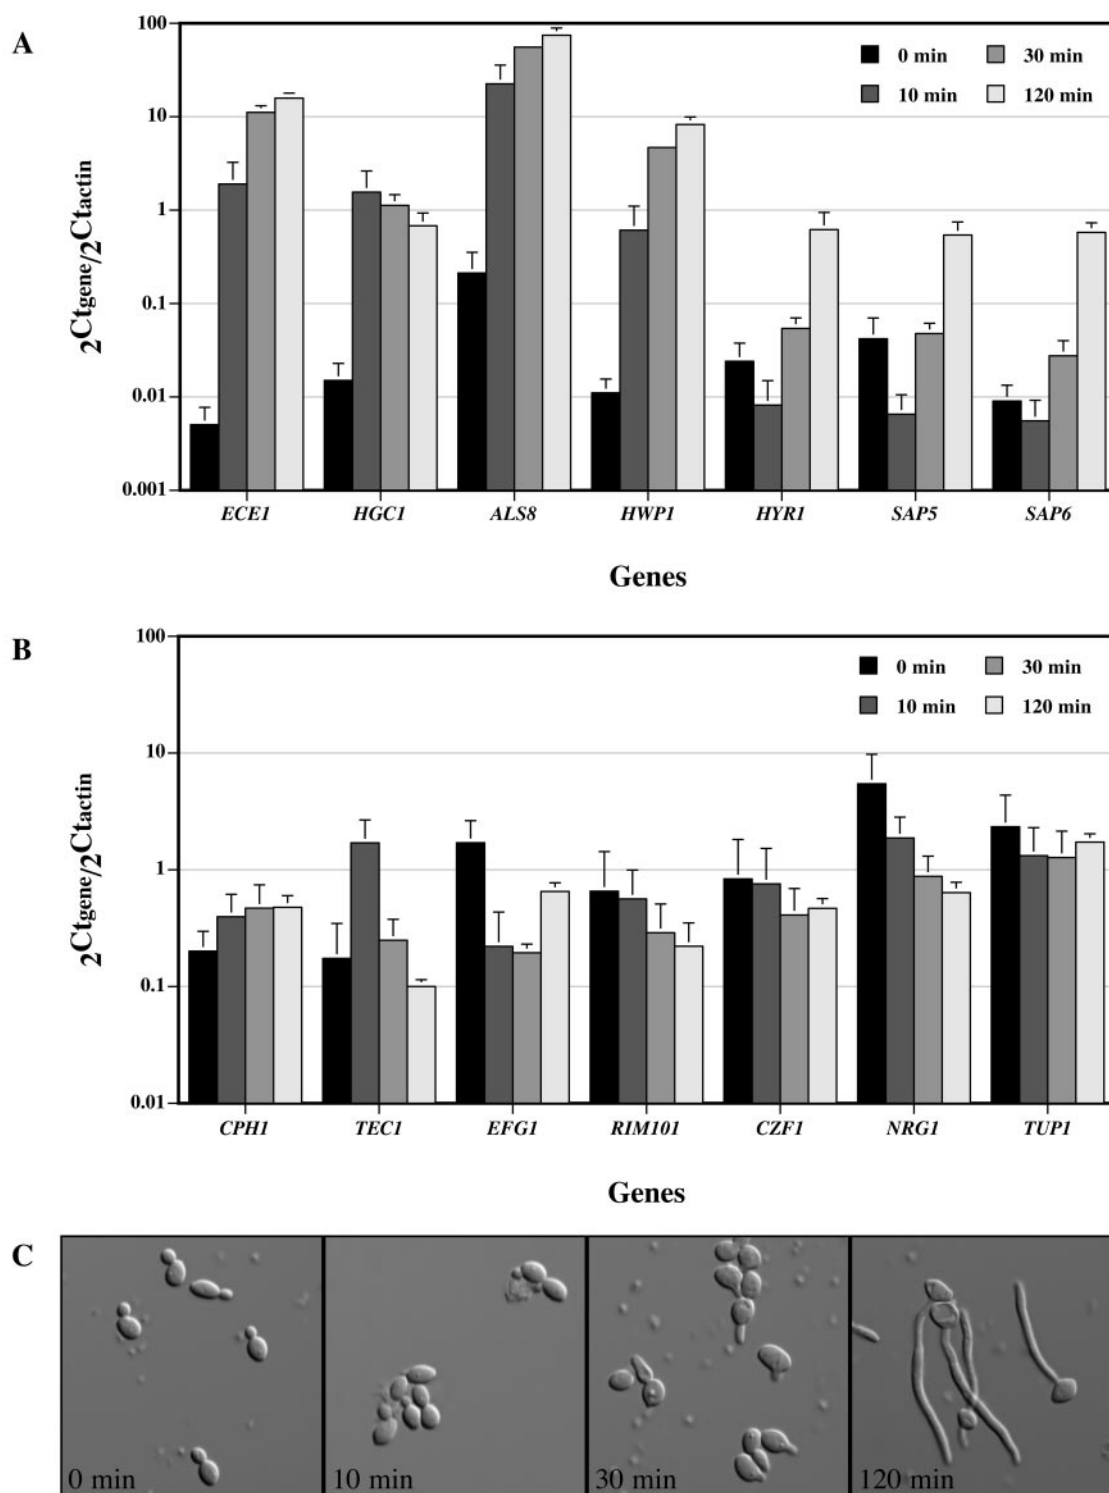 A
100
10
1
0.1
0.01
0.001
2Ctgene/2Ctactin
0 min
30 min
10 min
120 min
ECE1 HGC1 ALS8 HWP1 HYR1 SAP5 SAP6
Genes
B
100
10
1
0.1
0.01
2Ctgene/2Ctactin
0 min
30 min
10 min
120 min
CPH1 TEC1 EFG1 RIM101 CZF1 NRG1 TUP1
Genes
C
0 min 10 min 30 min 120 min